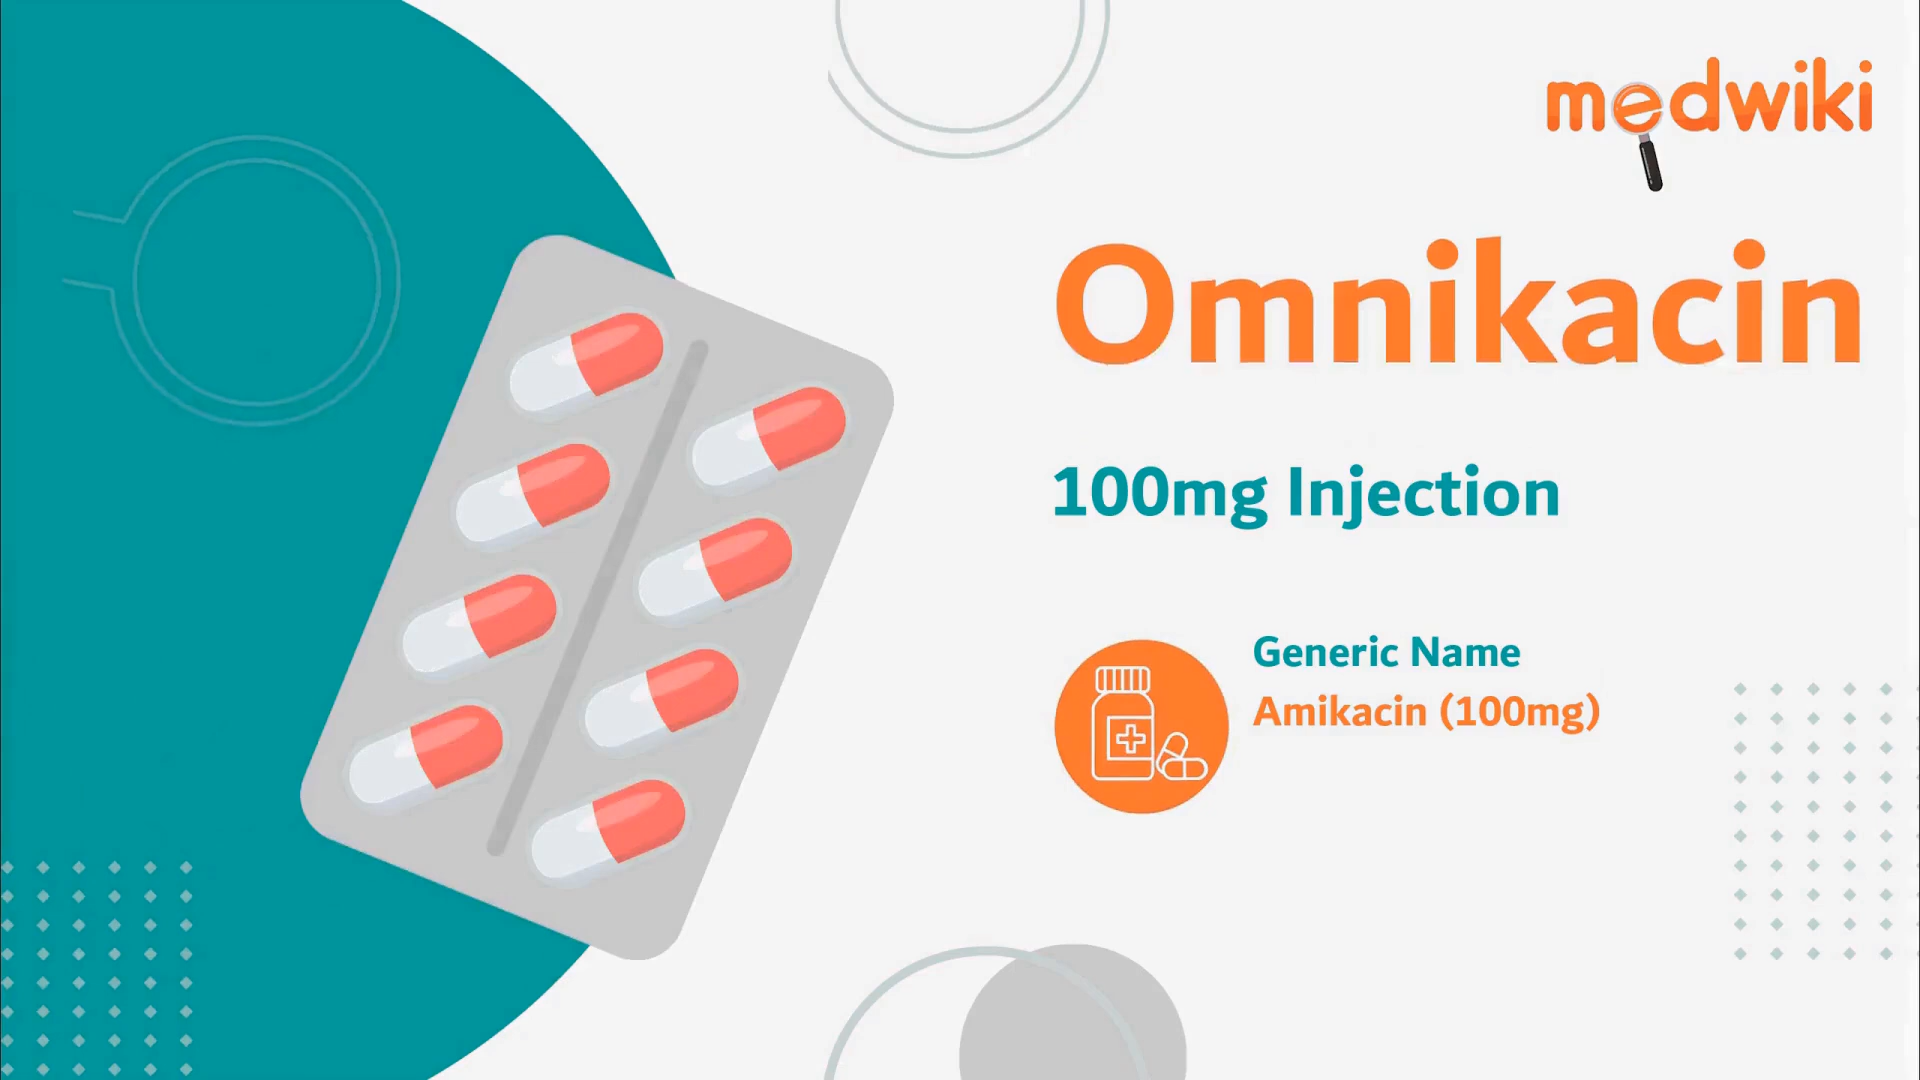 medwiki
Omnikacin
100mg Injection
Generic Name
Amikacin (100mg)